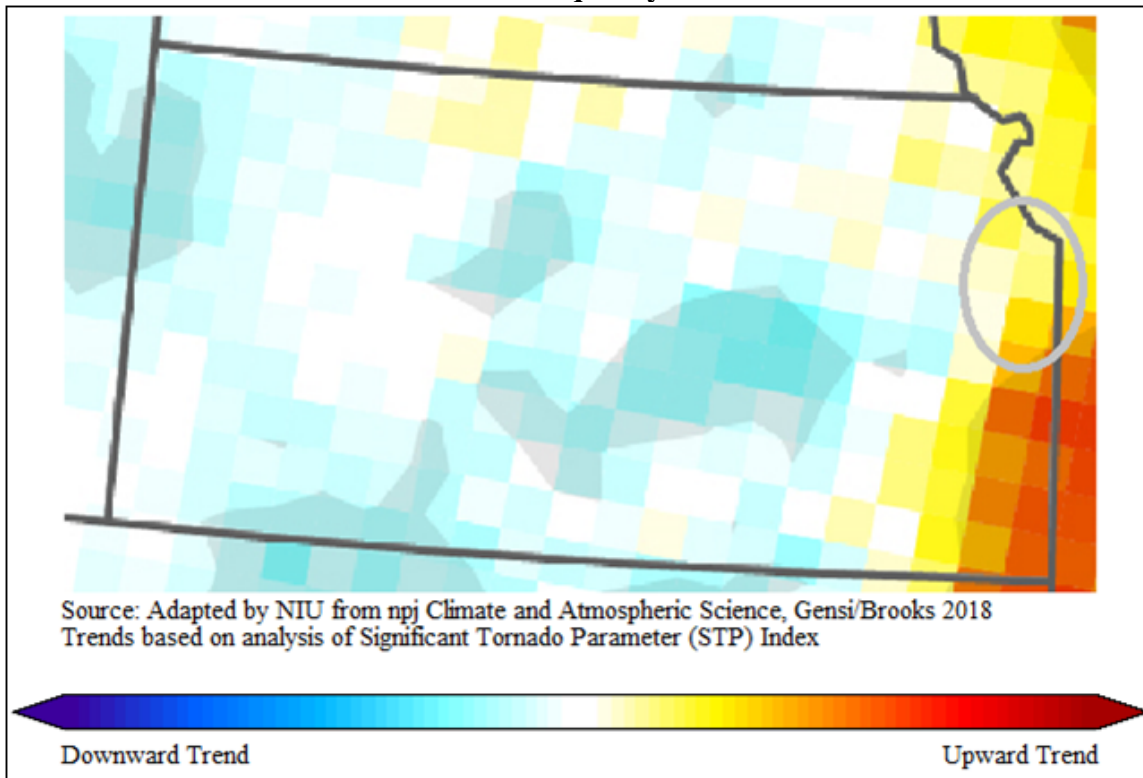 Source: Adapted by NIU from npj Climate and Atmospheric Science, Gensi/Brooks 2018
Trends based on analysis of Significant Tornado Parameter (STP) Index
Downward Trend
Upward Trend